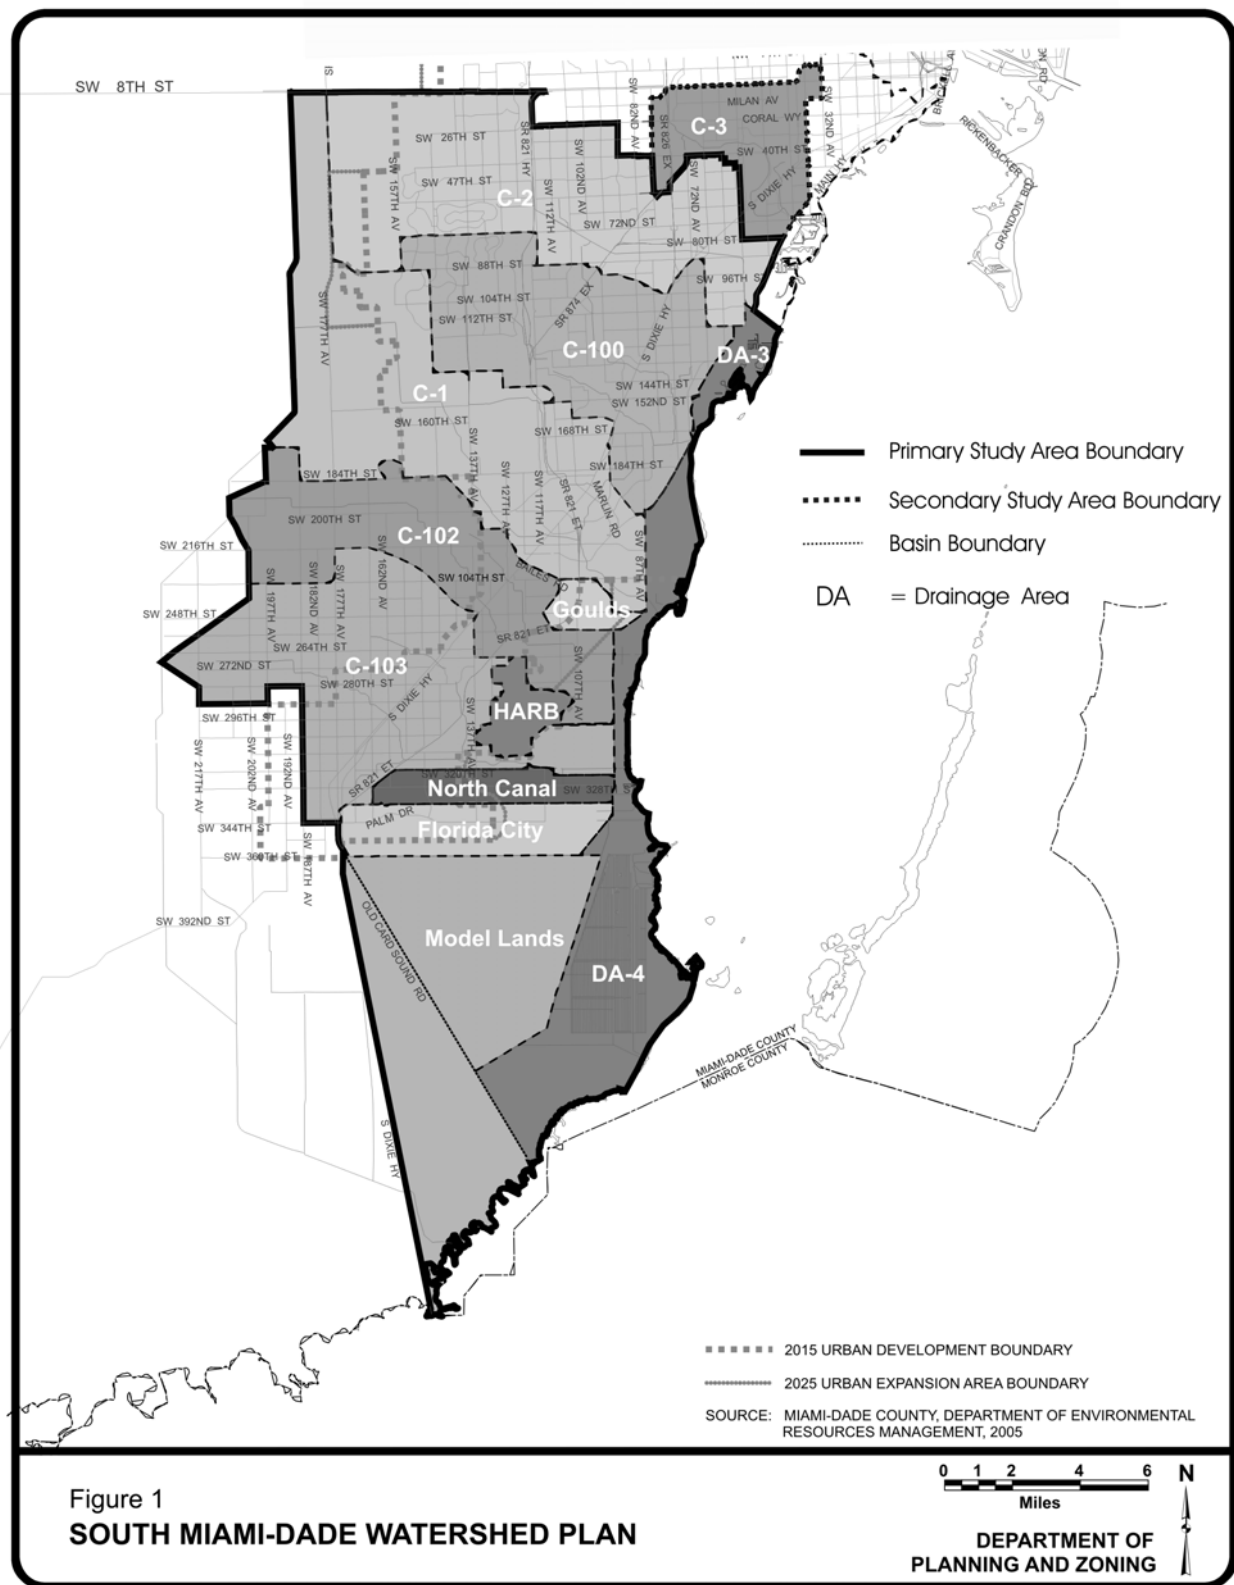 SW 8TH ST
SW 82ND AV
SR 826 EX
MILAN AV
CORAL WY
C-3
SW 32ND AV
SW 40TH ST
S DIXIE HY
MAIN HY
RICKENBACKER
CRANDON BLVD
SW 26TH ST
SR 821 HY
SW 102ND AV
SW 157TH AV
SW 47TH ST
C-2
SW 112TH AV
SW 72ND AV
SW 72ND ST
SW 80TH ST
SW 88TH ST
SW 96TH ST
SW 177TH AV
SW 104TH ST
SR 874 EX
SW 112TH ST
S DIXIE HY
C-100
DA-3
C-1
SW 144TH ST
SW 152ND ST
SW 160TH ST
SW 168TH ST
Primary Study Area Boundary
SW 137TH AV
SW 184TH ST
SW 184TH ST
SW 127TH AV
SW 117TH AV
SR 821 ET
MARLIN RD
Secondary Study Area Boundary
SW 200TH ST
C-102
SW 216TH ST
SW 162ND AV
SW 87TH AV
Basin Boundary
SW 197TH AV
SW 182ND AV
SW 177TH AV
SW 104TH ST
BAILES RD
DA = Drainage Area
SW 248TH ST
Goulds
SR 821 ET
SW 264TH ST
SW 272ND ST
C-103
SW 107TH AV
SW 280TH ST
S DIXIE HY
HARB
SW 296TH ST
SW 137TH AV
SW 217TH AV
SW 202ND AV
SW 192ND AV
SR 821 ET
SW 320TH ST
North Canal
SW 328TH ST
PALM DR
Florida City
SW 344TH ST
SW 360TH ST
SW 187TH AV
SW 392ND ST
OLD CARD SOUND RD
Model Lands
DA-4
MIAMI-DADE COUNTY
MONROE COUNTY
S DIXIE HY
2015 URBAN DEVELOPMENT BOUNDARY
2025 URBAN EXPANSION AREA BOUNDARY
SOURCE: MIAMI-DADE COUNTY, DEPARTMENT OF ENVIRONMENTAL
RESOURCES MANAGEMENT, 2005
0 1 2 4 6
Miles
N
Figure 1
SOUTH MIAMI-DADE WATERSHED PLAN
DEPARTMENT OF
PLANNING AND ZONING